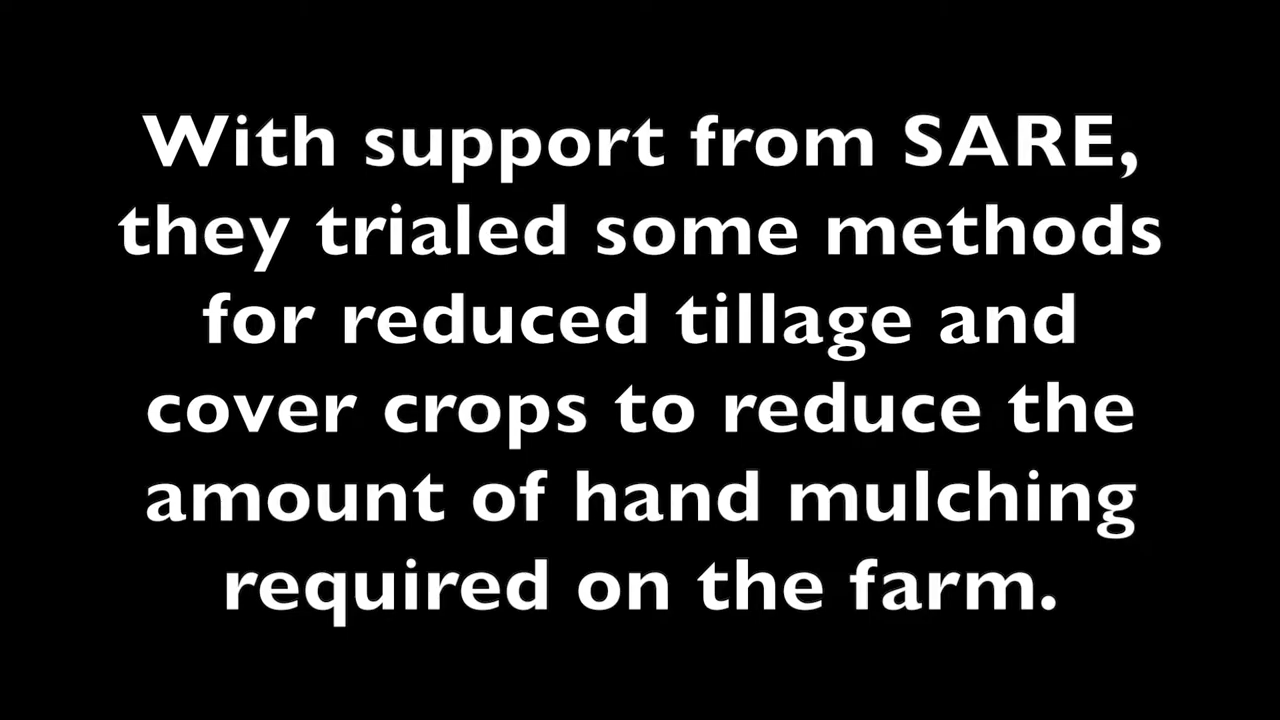 With support from SARE,
they trialed some methods
for reduced tillage and
cover crops to reduce the
amount of hand mulching
required on the farm.